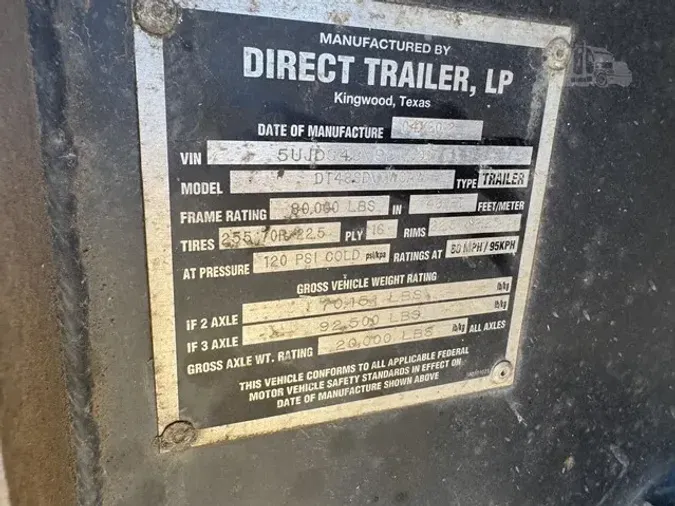 MANUFACTURED BY
DIRECT TRAILER, LP
Kingwood, Texas
DATE OF MANUFACTURE
VIN
MODEL TYPE TRAILER
FRAME RATING 80,000 LBS IN FEET/METER
TIRES 255/70R/22.5 PLY 16 RIMS
AT PRESSURE 120 PSI COLD psi/kpa RATINGS AT 60 MPH / 95KPH
GROSS VEHICLE WEIGHT RATING
IF 2 AXLE LBS lb/kg
IF 3 AXLE 92,500 LBS lb/kg
GROSS AXLE WT. RATING 20,000 LBS lb/kg ALL AXLES
THIS VEHICLE CONFORMS TO ALL APPLICABLE FEDERAL
MOTOR VEHICLE SAFETY STANDARDS IN EFFECT ON
DATE OF MANUFACTURE SHOWN ABOVE